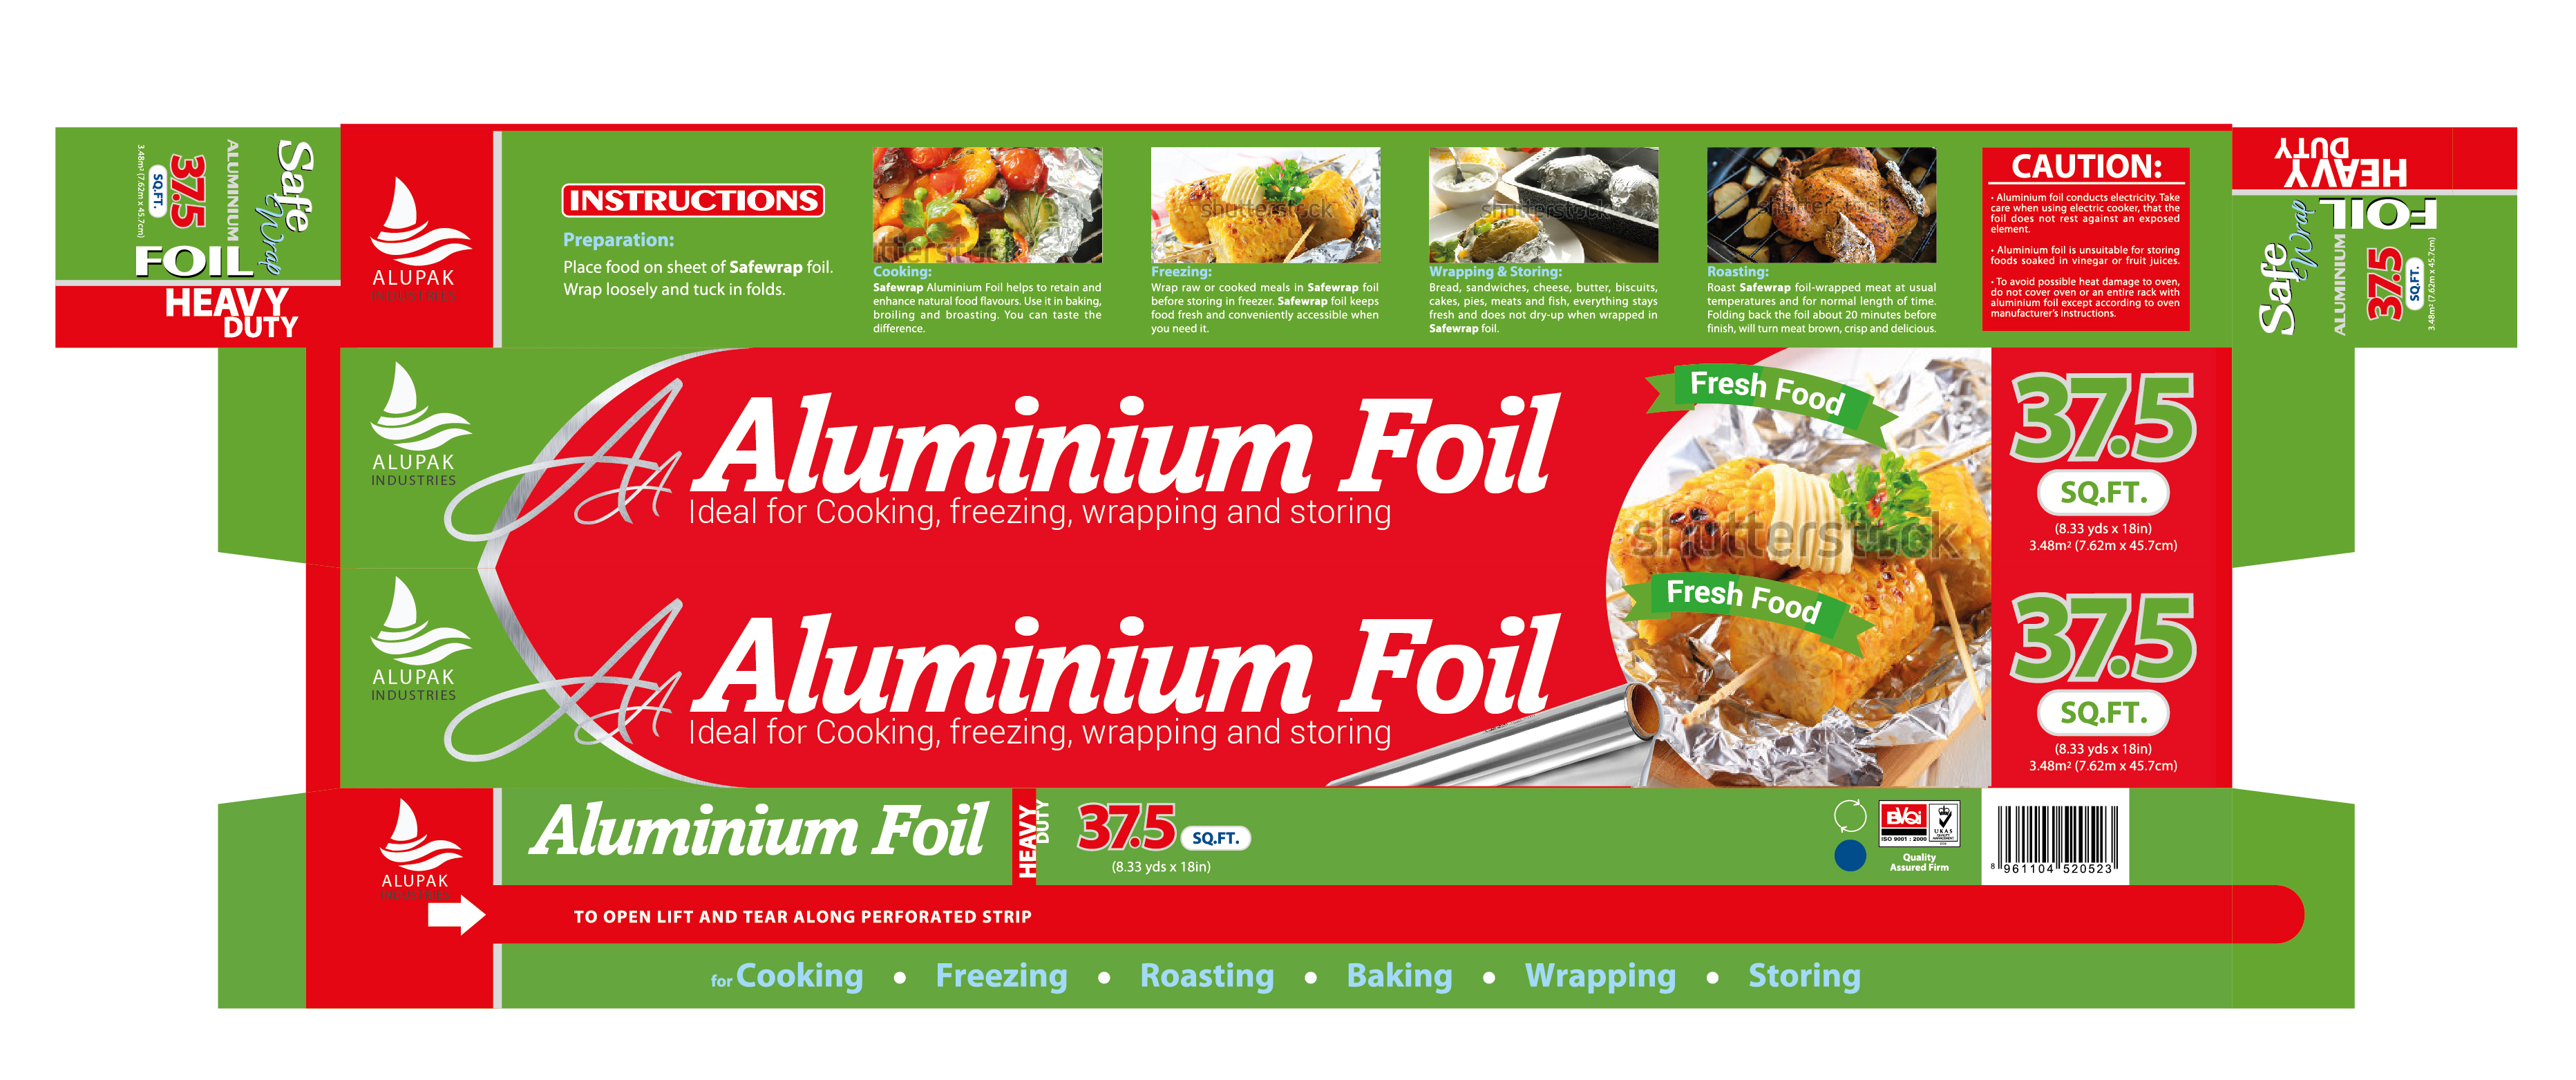 Safe
Wrap
ALUMINIUM
FOIL
37.5
SQ.FT.
3.48m² (7.62m x 45.7cm)
HEAVY
DUTY
ALUPAK
INDUSTRIES
INSTRUCTIONS
Preparation:
Place food on sheet of Safewrap foil.
Wrap loosely and tuck in folds.
utterstock
Cooking:
Safewrap Aluminium Foil helps to retain and
enhance natural food flavours. Use it in baking,
broiling and broasting. You can taste the
difference.
shutterstock
Freezing:
Wrap raw or cooked meals in Safewrap foil
before storing in freezer. Safewrap foil keeps
food fresh and conveniently accessible when
you need it.
shutterstock
Wrapping & Storing:
Bread, sandwiches, cheese, butter, biscuits,
cakes, pies, meats and fish, everything stays
fresh and does not dry-up when wrapped in
Safewrap foil.
shutterstock
Roasting:
Roast Safewrap foil-wrapped meat at usual
temperatures and for normal length of time.
Folding back the foil about 20 minutes before
finish, will turn meat brown, crisp and delicious.
CAUTION:
• Aluminium foil conducts electricity. Take
care when using electric cooker, that the
foil does not rest against an exposed
element.
• Aluminium foil is unsuitable for storing
foods soaked in vinegar or fruit juices.
• To avoid possible heat damage to oven,
do not cover oven or an entire rack with
aluminium foil except according to oven
manufacturer's instructions.
HEAVY
DUTY
Safe
Wrap
ALUMINIUM
FOIL
37.5
SQ.FT.
3.48m² (7.62m x 45.7cm)
ALUPAK
INDUSTRIES
A A
Aluminium Foil
Ideal for Cooking, freezing, wrapping and storing
Fresh Food
shutterstock
37.5
SQ.FT.
(8.33 yds x 18in)
3.48m² (7.62m x 45.7cm)
ALUPAK
INDUSTRIES
A A
Aluminium Foil
Ideal for Cooking, freezing, wrapping and storing
Fresh Food
37.5
SQ.FT.
(8.33 yds x 18in)
3.48m² (7.62m x 45.7cm)
ALUPAK
INDUSTRIES
Aluminium Foil
HEAVY
DUTY
37.5
SQ.FT.
(8.33 yds x 18in)
BVQi
ISO 9001 : 2000
UKAS
QUALITY
MANAGEMENT
Quality
Assured Firm
8 961104 520523
TO OPEN LIFT AND TEAR ALONG PERFORATED STRIP
for Cooking • Freezing • Roasting • Baking • Wrapping • Storing